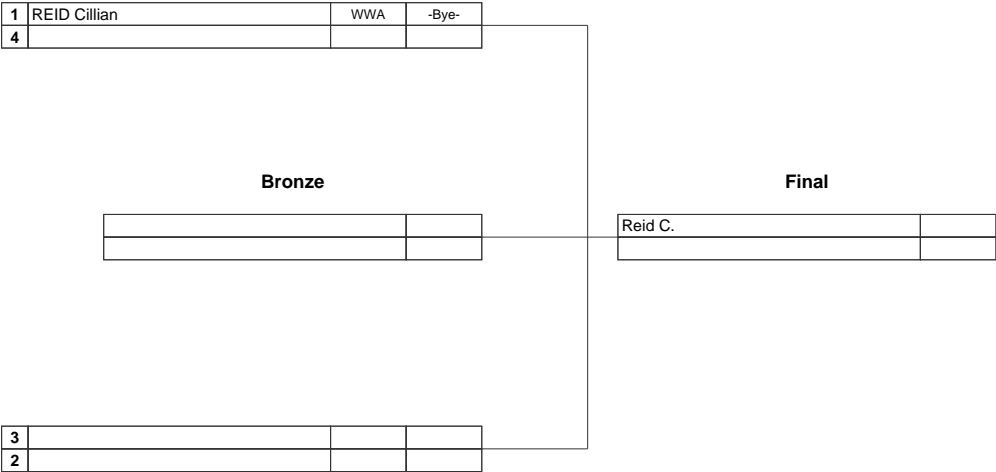 1 REID Cillian WWA -Bye-
4
Bronze Final
Reid C.
3
2